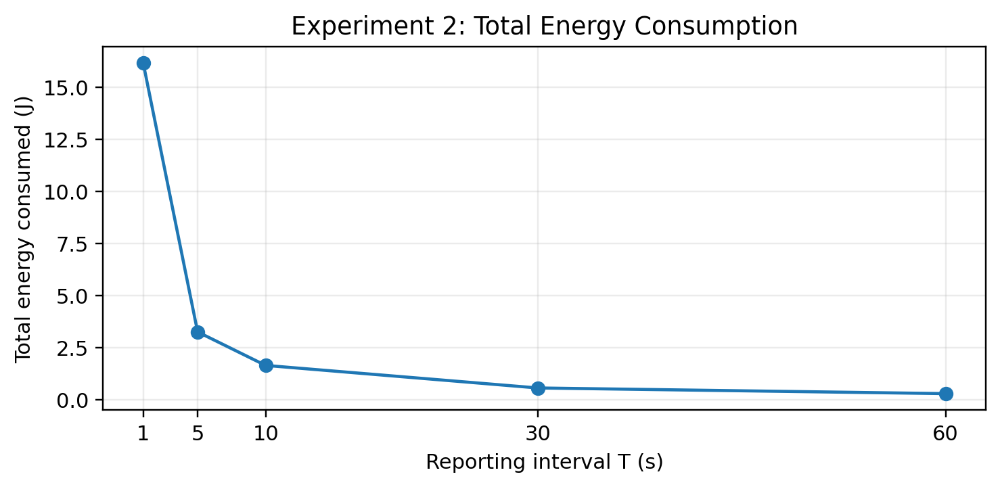 Experiment 2: Total Energy Consumption
Total energy consumed (J)
15.0
12.5
10.0
7.5
5.0
2.5
0.0
1 5 10 30 60
Reporting interval T (s)